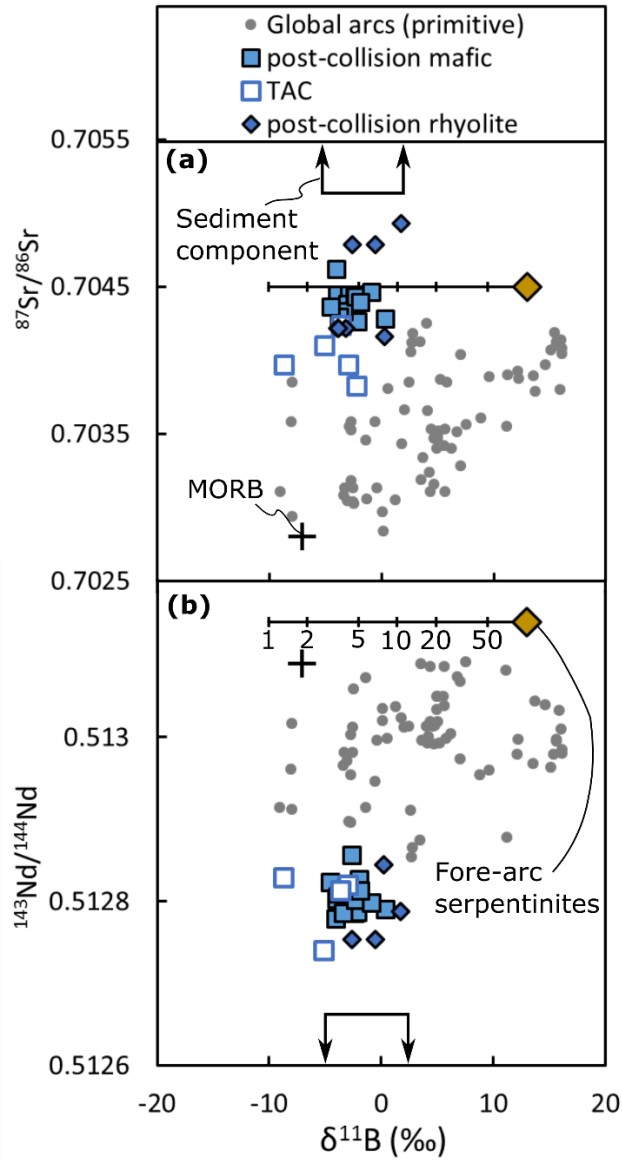 Global arcs (primitive)
post-collision mafic
TAC
post-collision rhyolite
0.7055
(a)
Sediment
component
⁸⁷Sr/⁸⁶Sr
0.7045
0.7035
MORB
0.7025
(b)
1 2 5 10 20 50
0.513
¹⁴³Nd/¹⁴⁴Nd
Fore-arc
serpentinites
0.5128
0.5126
-20 -10 0 10 20
δ¹¹B (‰)